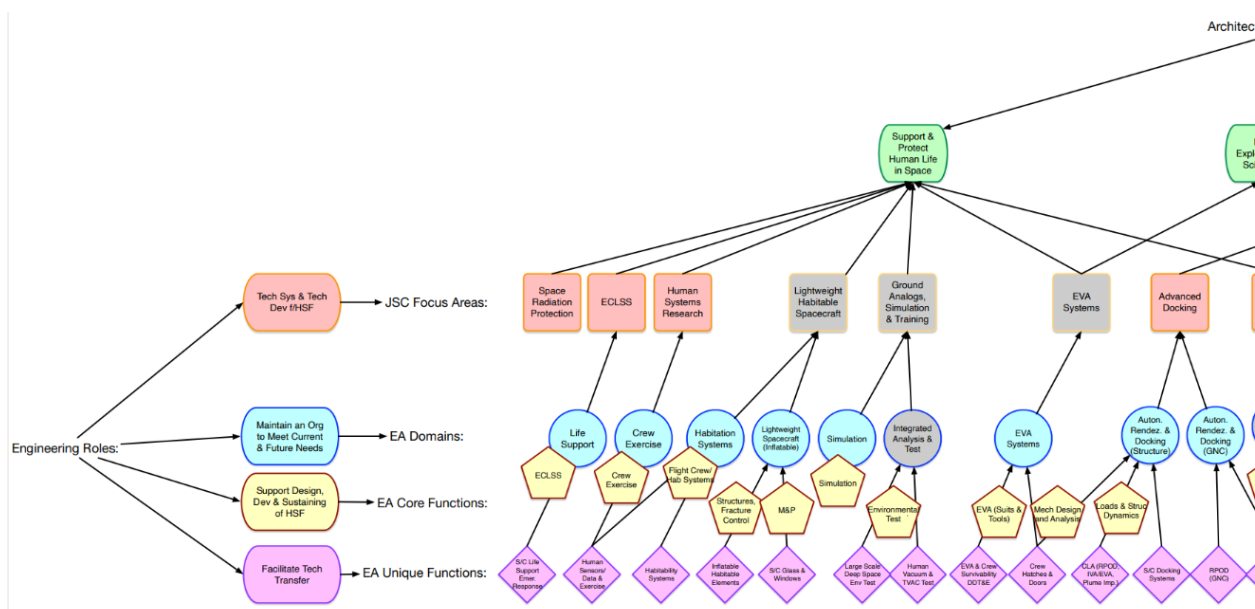 Architec
Support &
Protect
Human Life
in Space
Explo
Sci
Tech Sys & Tech
Dev f/HSF
JSC Focus Areas:
Space
Radiation
Protection
ECLSS
Human
Systems
Research
Lightweight
Habitable
Spacecraft
Ground
Analogs,
Simulation
& Training
EVA
Systems
Advanced
Docking
Engineering Roles:
Maintain an Org
to Meet Current
& Future Needs
EA Domains:
Life
Support
Crew
Exercise
Habitation
Systems
Lightweight
Spacecraft
(Inflatable)
Simulation
Integrated
Analysis &
Test
EVA
Systems
Auton.
Rendez. &
Docking
(Structure)
Auton.
Rendez. &
Docking
(GNC)
Support Design,
Dev & Sustaining
of HSF
EA Core Functions:
ECLSS
Crew
Exercise
Flight Crew/
Hab Systems
Structures,
Fracture
Control
M&P
Simulation
Environmental
Test
EVA (Suits &
Tools)
Mech Design
and Analysis
Loads & Struc
Dynamics
Facilitate Tech
Transfer
EA Unique Functions:
S/C Life
Support
Emer.
Response
Human
Sensors/
Data &
Exercise
Habitability
Systems
Inflatable
Habitable
Elements
S/C Glass &
Windows
Large Scale
Deep Space
Env Test
Human
Vacuum &
TVAC Test
EVA & Crew
Survivability
DDT&E
Crew
Hatches &
Doors
CLA (RPOD,
IVA/EVA,
Plume Imp.)
S/C Docking
Systems
RPOD
(GNC)